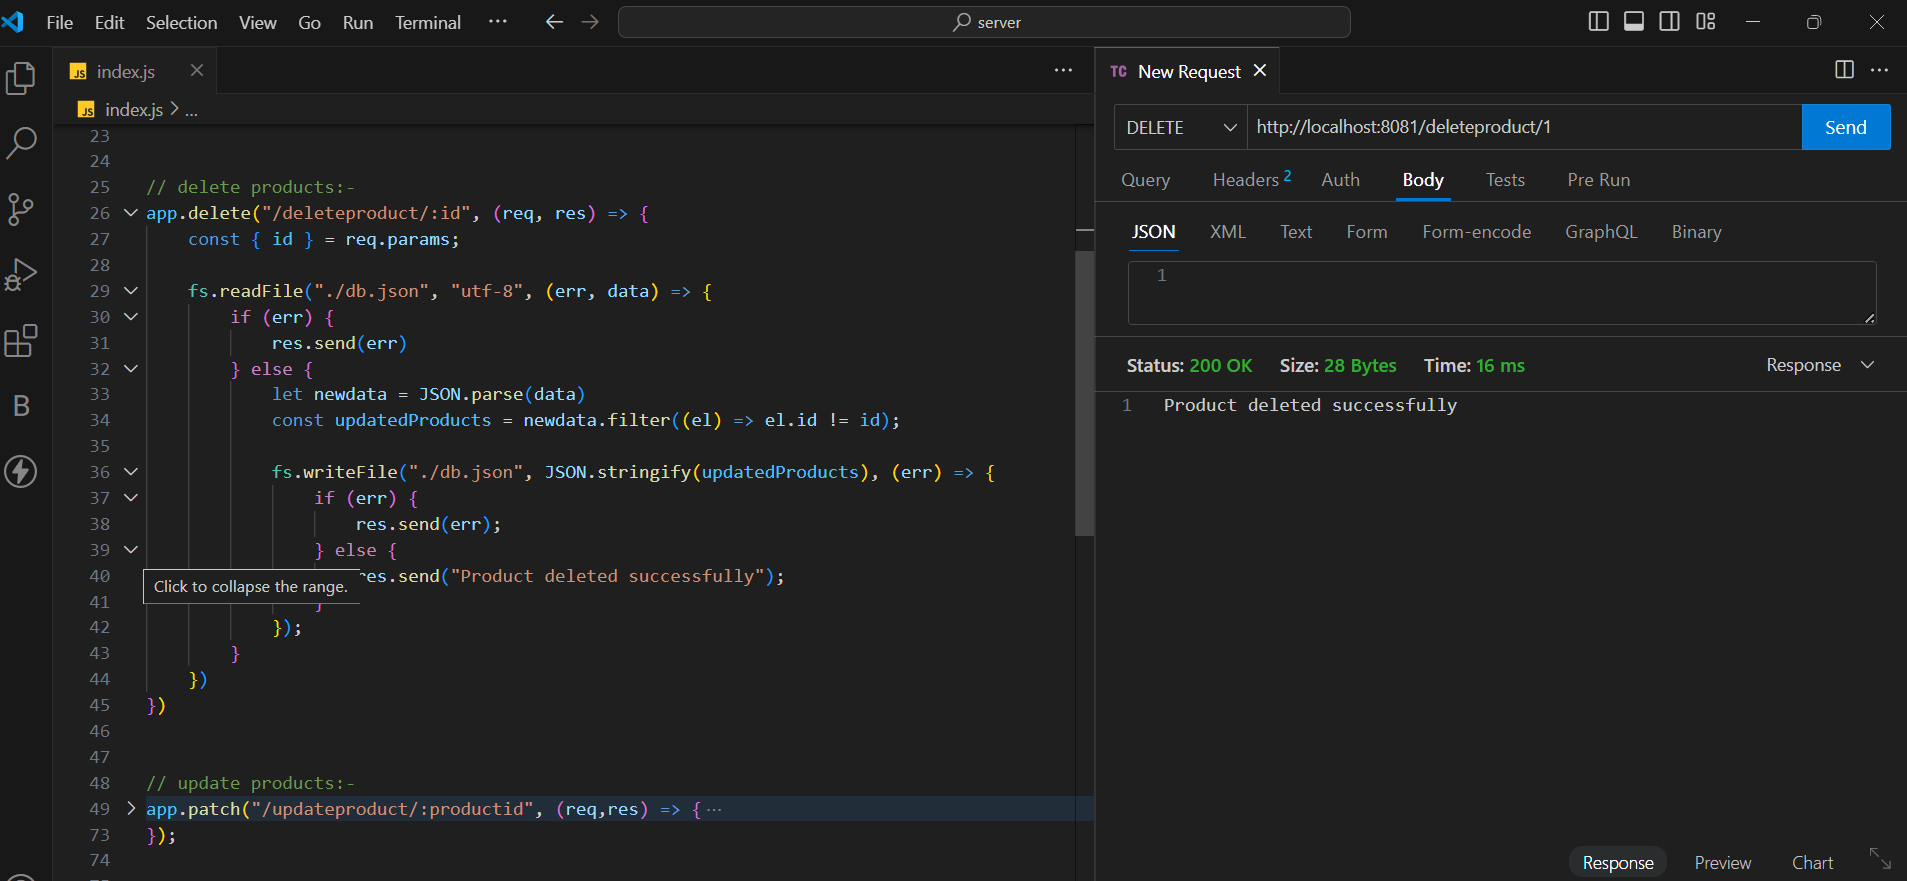 File Edit Selection View Go Run Terminal ··· server
index.js
TC New Request
index.js > ...
DELETE http://localhost:8081/deleteproduct/1 Send
Query Headers 2 Auth Body Tests Pre Run
JSON XML Text Form Form-encode GraphQL Binary
1
Status: 200 OK Size: 28 Bytes Time: 16 ms Response
1 Product deleted successfully
Response Preview Chart
23
24
25 // delete products:-
26 app.delete("/deleteproduct/:id", (req, res) => {
27 const { id } = req.params;
28
29 fs.readFile("./db.json", "utf-8", (err, data) => {
30 if (err) {
31 res.send(err)
32 } else {
33 let newdata = JSON.parse(data)
34 const updatedProducts = newdata.filter((el) => el.id != id);
35
36 fs.writeFile("./db.json", JSON.stringify(updatedProducts), (err) => {
37 if (err) {
38 res.send(err);
39 } else {
40 res.send("Product deleted successfully");
Click to collapse the range.
41 }
42 });
43 }
44 })
45 })
46
47
48 // update products:-
49 app.patch("/updateproduct/:productid", (req,res) => { ···
73 });
74